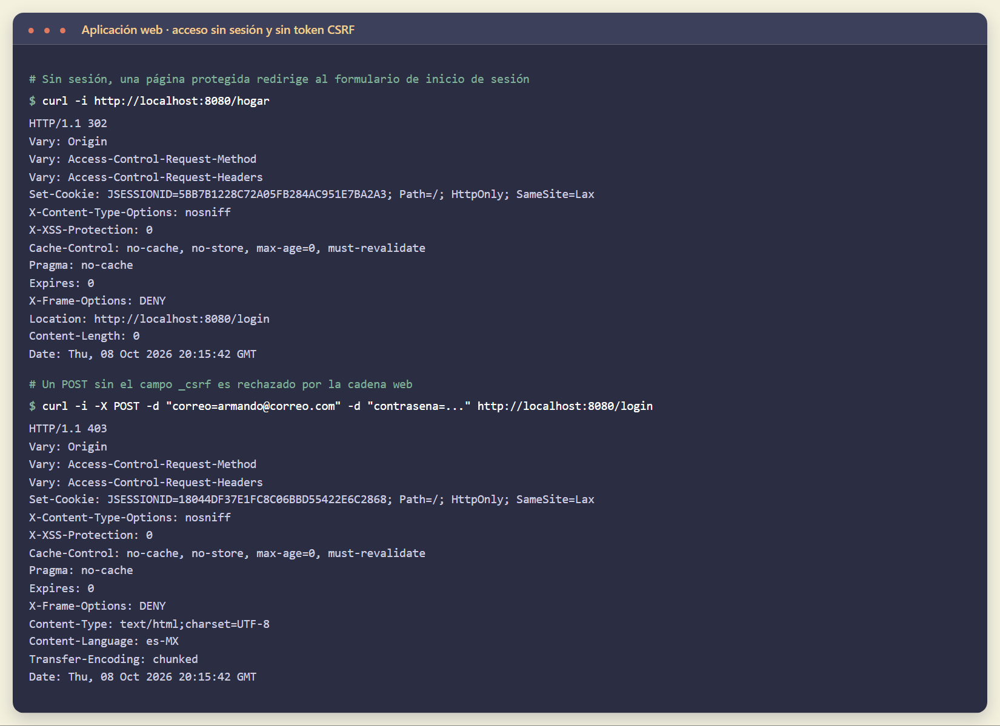 Aplicación web · acceso sin sesión y sin token CSRF
# Sin sesión, una página protegida redirige al formulario de inicio de sesión
$ curl -i http://localhost:8080/hogar
HTTP/1.1 302
Vary: Origin
Vary: Access-Control-Request-Method
Vary: Access-Control-Request-Headers
Set-Cookie: JSESSIONID=5BB7B1228C72A05FB284AC951E7BA2A3; Path=/; HttpOnly; SameSite=Lax
X-Content-Type-Options: nosniff
X-XSS-Protection: 0
Cache-Control: no-cache, no-store, max-age=0, must-revalidate
Pragma: no-cache
Expires: 0
X-Frame-Options: DENY
Location: http://localhost:8080/login
Content-Length: 0
Date: Thu, 08 Oct 2026 20:15:42 GMT
# Un POST sin el campo _csrf es rechazado por la cadena web
$ curl -i -X POST -d "correo=armando@correo.com" -d "contrasena=..." http://localhost:8080/login
HTTP/1.1 403
Vary: Origin
Vary: Access-Control-Request-Method
Vary: Access-Control-Request-Headers
Set-Cookie: JSESSIONID=18044DF37E1FC8C06BBD55422E6C2868; Path=/; HttpOnly; SameSite=Lax
X-Content-Type-Options: nosniff
X-XSS-Protection: 0
Cache-Control: no-cache, no-store, max-age=0, must-revalidate
Pragma: no-cache
Expires: 0
X-Frame-Options: DENY
Content-Type: text/html;charset=UTF-8
Content-Language: es-MX
Transfer-Encoding: chunked
Date: Thu, 08 Oct 2026 20:15:42 GMT